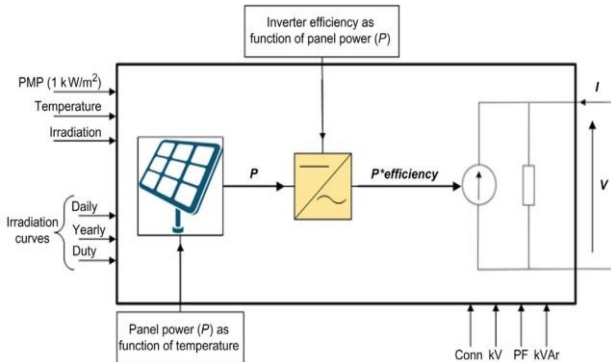 Inverter efficiency as
function of panel power (P)
PMP (1 kW/m²)
Temperature
Irradiation
P
P*efficiency
I
V
Irradiation
curves
Daily
Yearly
Duty
Panel power (P) as
function of temperature
Conn kV PF kVAr